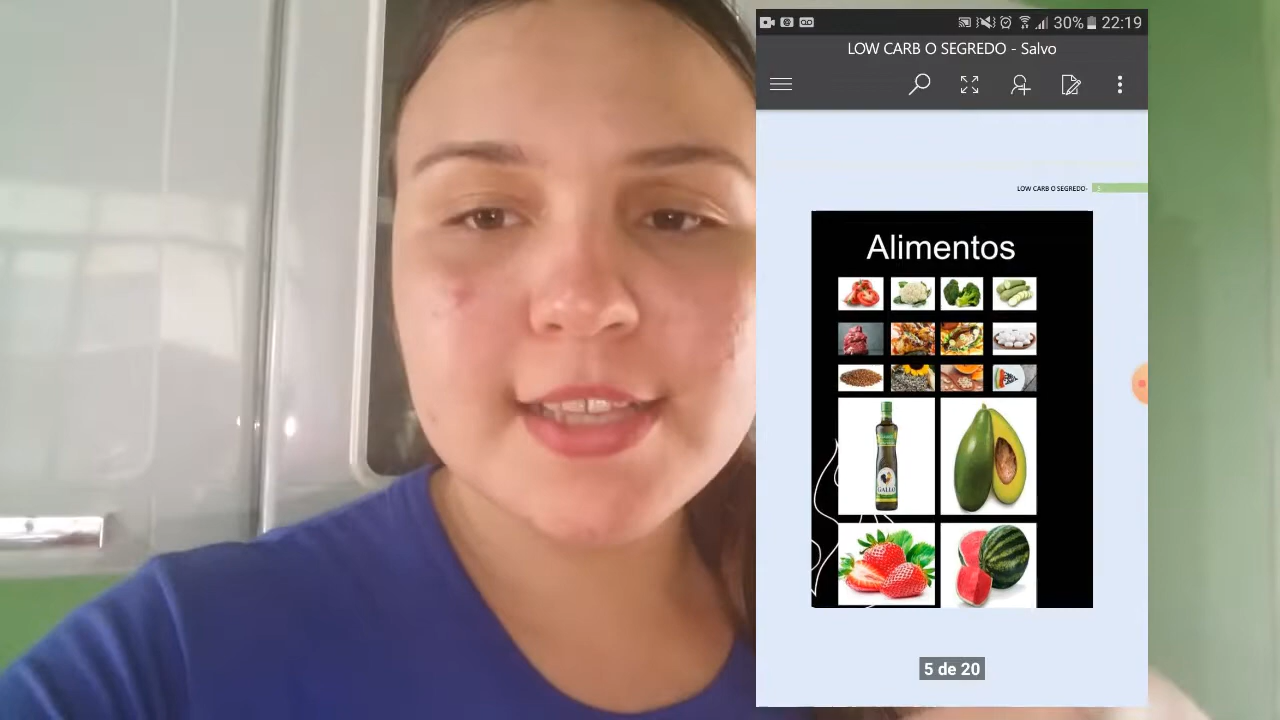 30% 22:19
LOW CARB O SEGREDO - Salvo
LOW CARB O SEGREDO-
Alimentos
GALLO
5 de 20